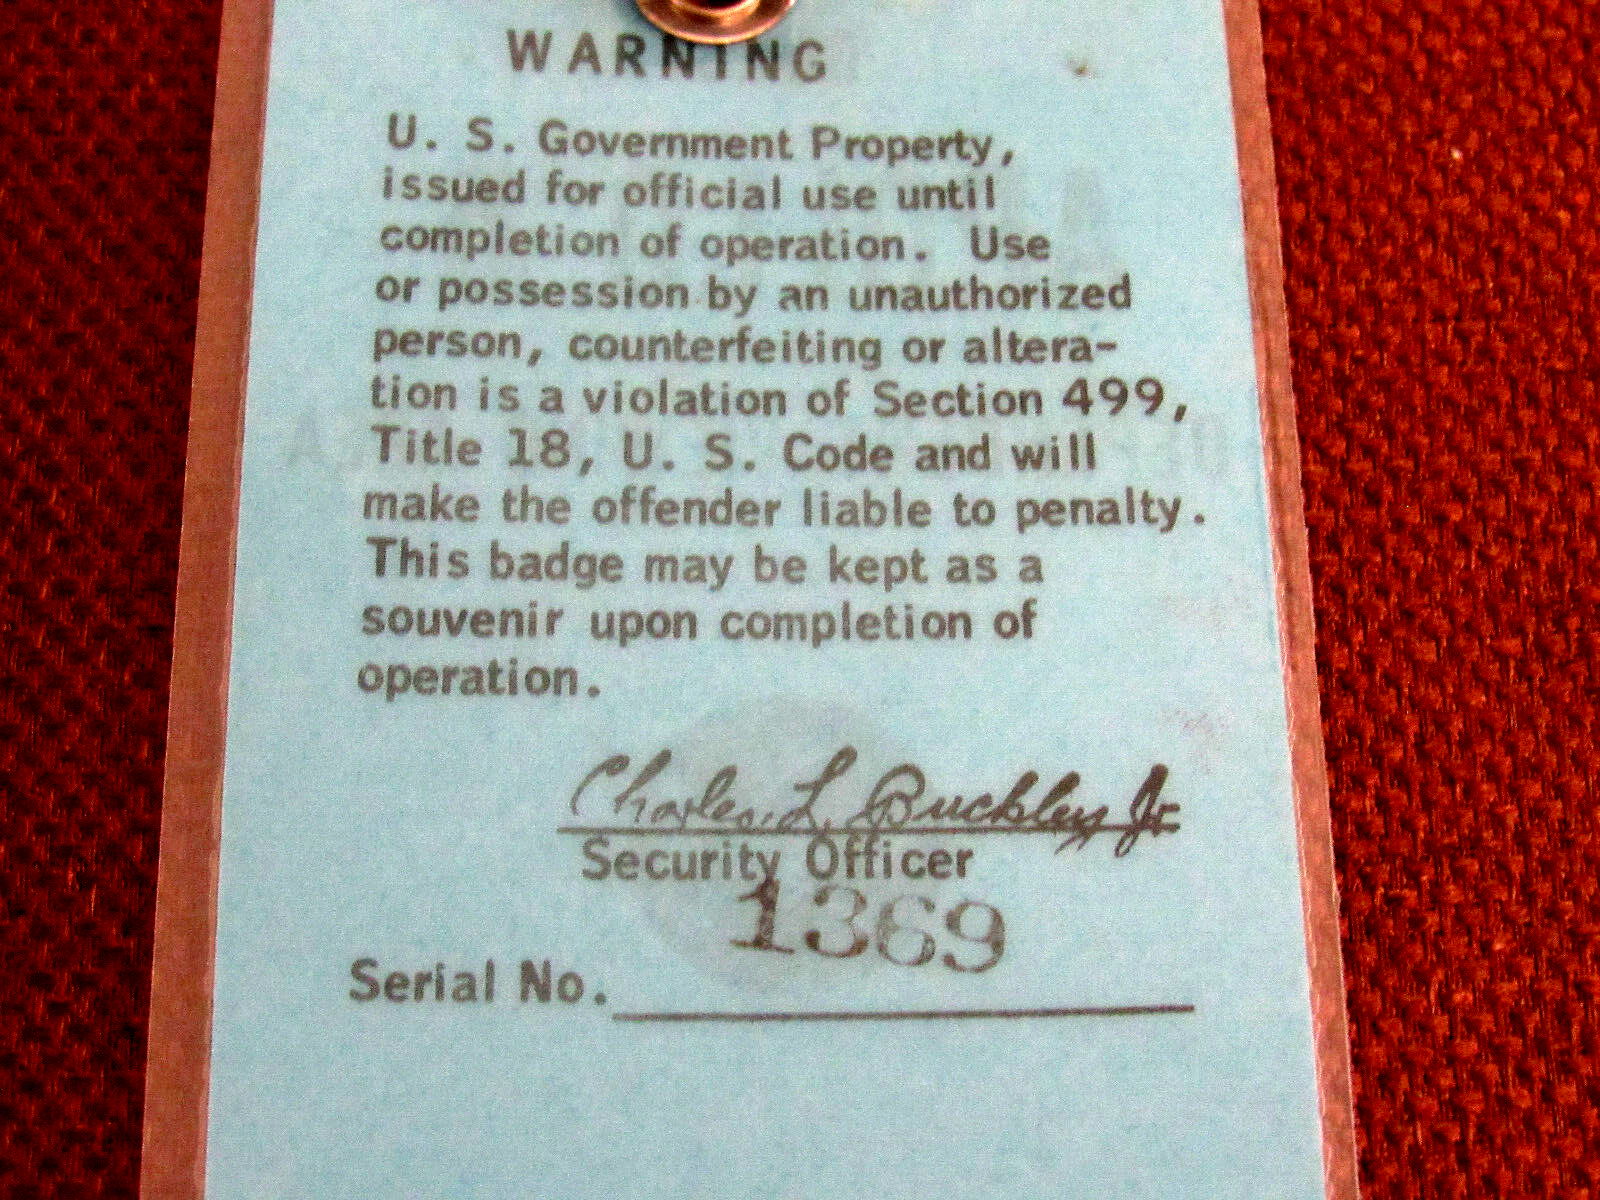 WARNING
U. S. Government Property,
issued for official use until
completion of operation. Use
or possession by an unauthorized
person, counterfeiting or altera-
tion is a violation of Section 499,
Title 18, U. S. Code and will
make the offender liable to penalty.
This badge may be kept as a
souvenir upon completion of
operation.
Charles L. Buckley Jr.
Security Officer
1369
Serial No.